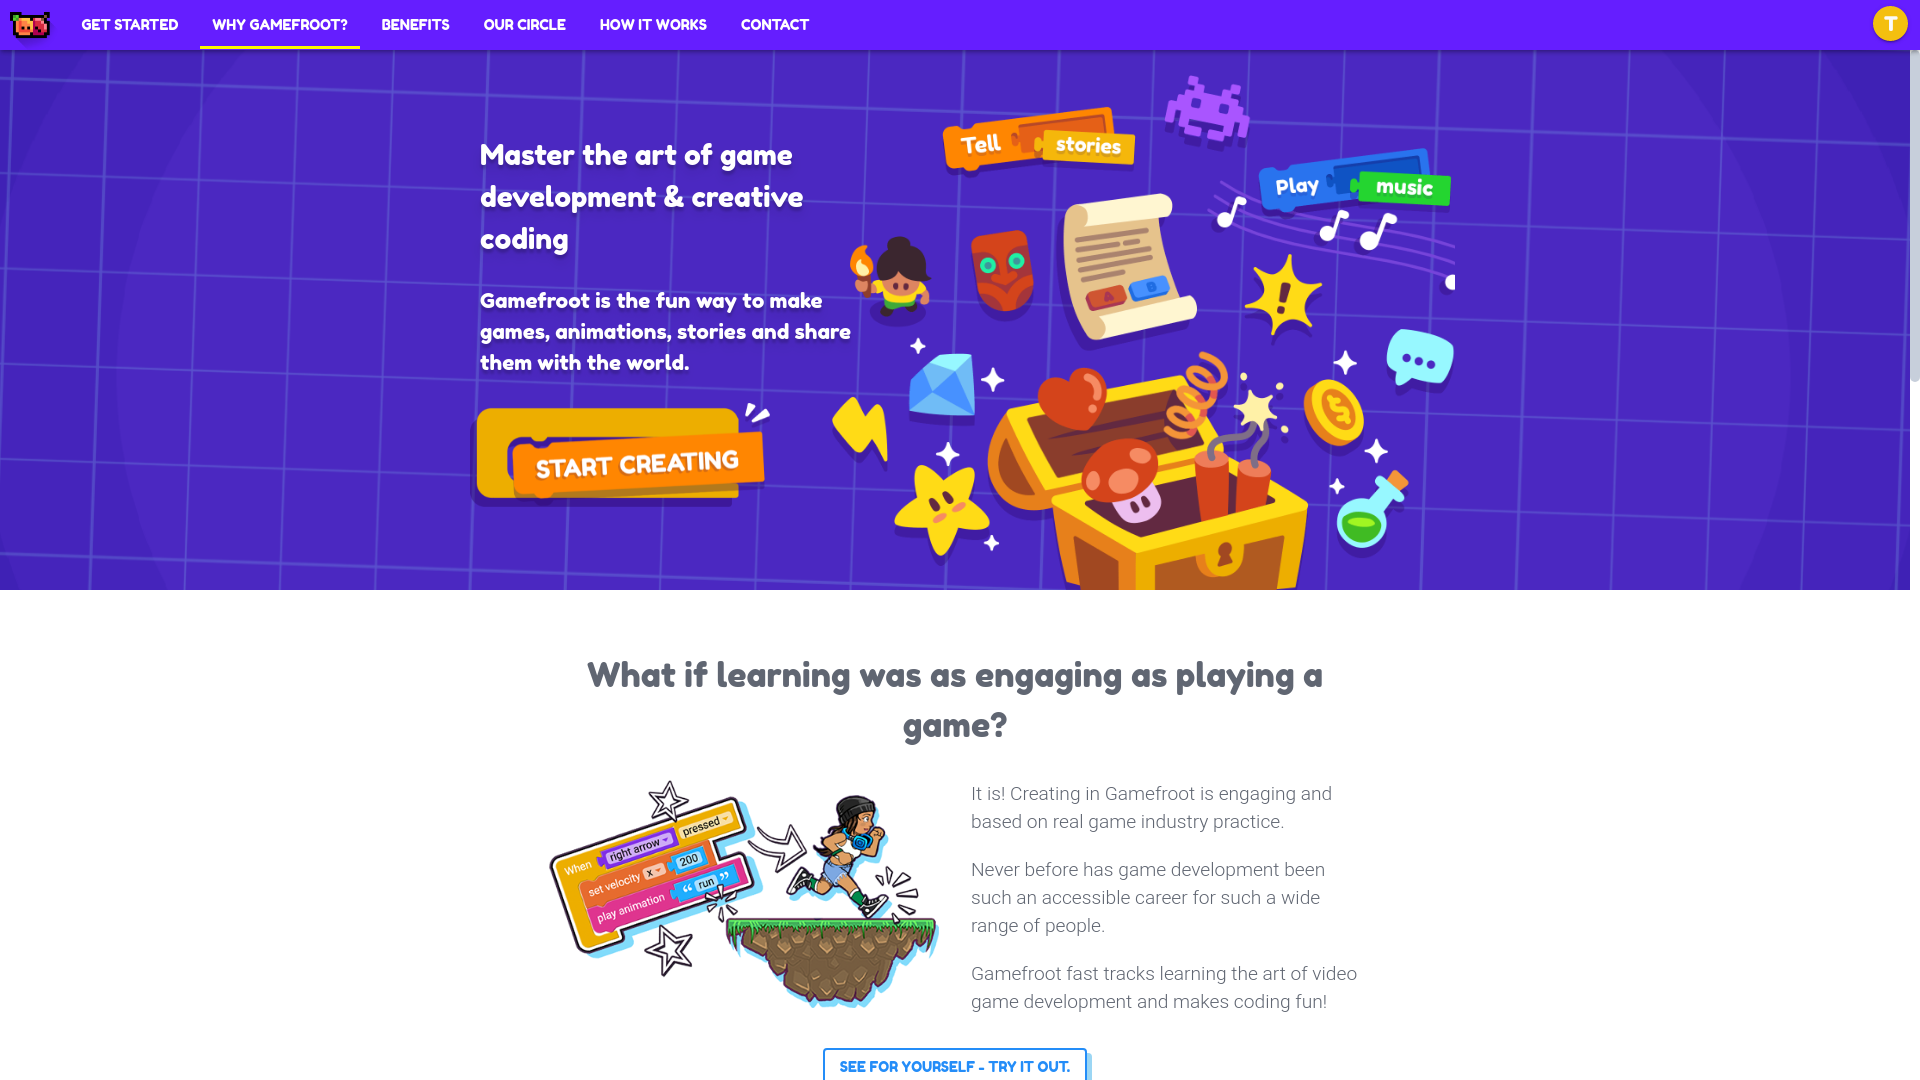 GET STARTED
WHY GAMEFROOT?
BENEFITS
OUR CIRCLE
HOW IT WORKS
CONTACT
T
Master the art of game
development & creative
coding
Gamefroot is the fun way to make
games, animations, stories and share
them with the world.
START CREATING
Tell stories
Play music
A B
What if learning was as engaging as playing a
game?
When right arrow pressed
set velocity x 200
play animation “ run ”
It is! Creating in Gamefroot is engaging and
based on real game industry practice.
Never before has game development been
such an accessible career for such a wide
range of people.
Gamefroot fast tracks learning the art of video
game development and makes coding fun!
SEE FOR YOURSELF - TRY IT OUT.